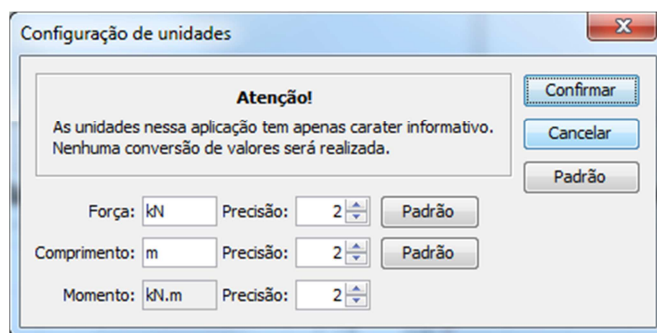 Configuração de unidades
Atenção!
As unidades nessa aplicação tem apenas carater informativo.
Nenhuma conversão de valores será realizada.
Confirmar
Cancelar
Padrão
Força: kN Precisão: 2 Padrão
Comprimento: m Precisão: 2 Padrão
Momento: kN.m Precisão: 2